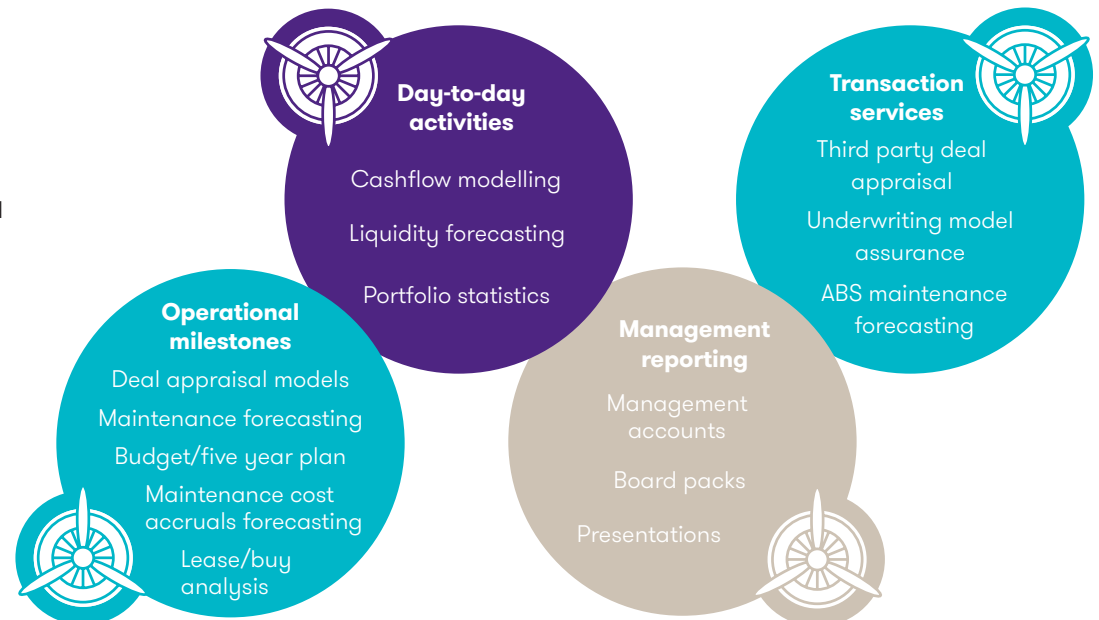 Day-to-day
activities
Cashflow modelling
Liquidity forecasting
Portfolio statistics
Transaction
services
Third party deal
appraisal
Underwriting model
assurance
ABS maintenance
forecasting
Operational
milestones
Deal appraisal models
Maintenance forecasting
Budget/five year plan
Maintenance cost
accruals forecasting
Lease/buy
analysis
Management
reporting
Management
accounts
Board packs
Presentations